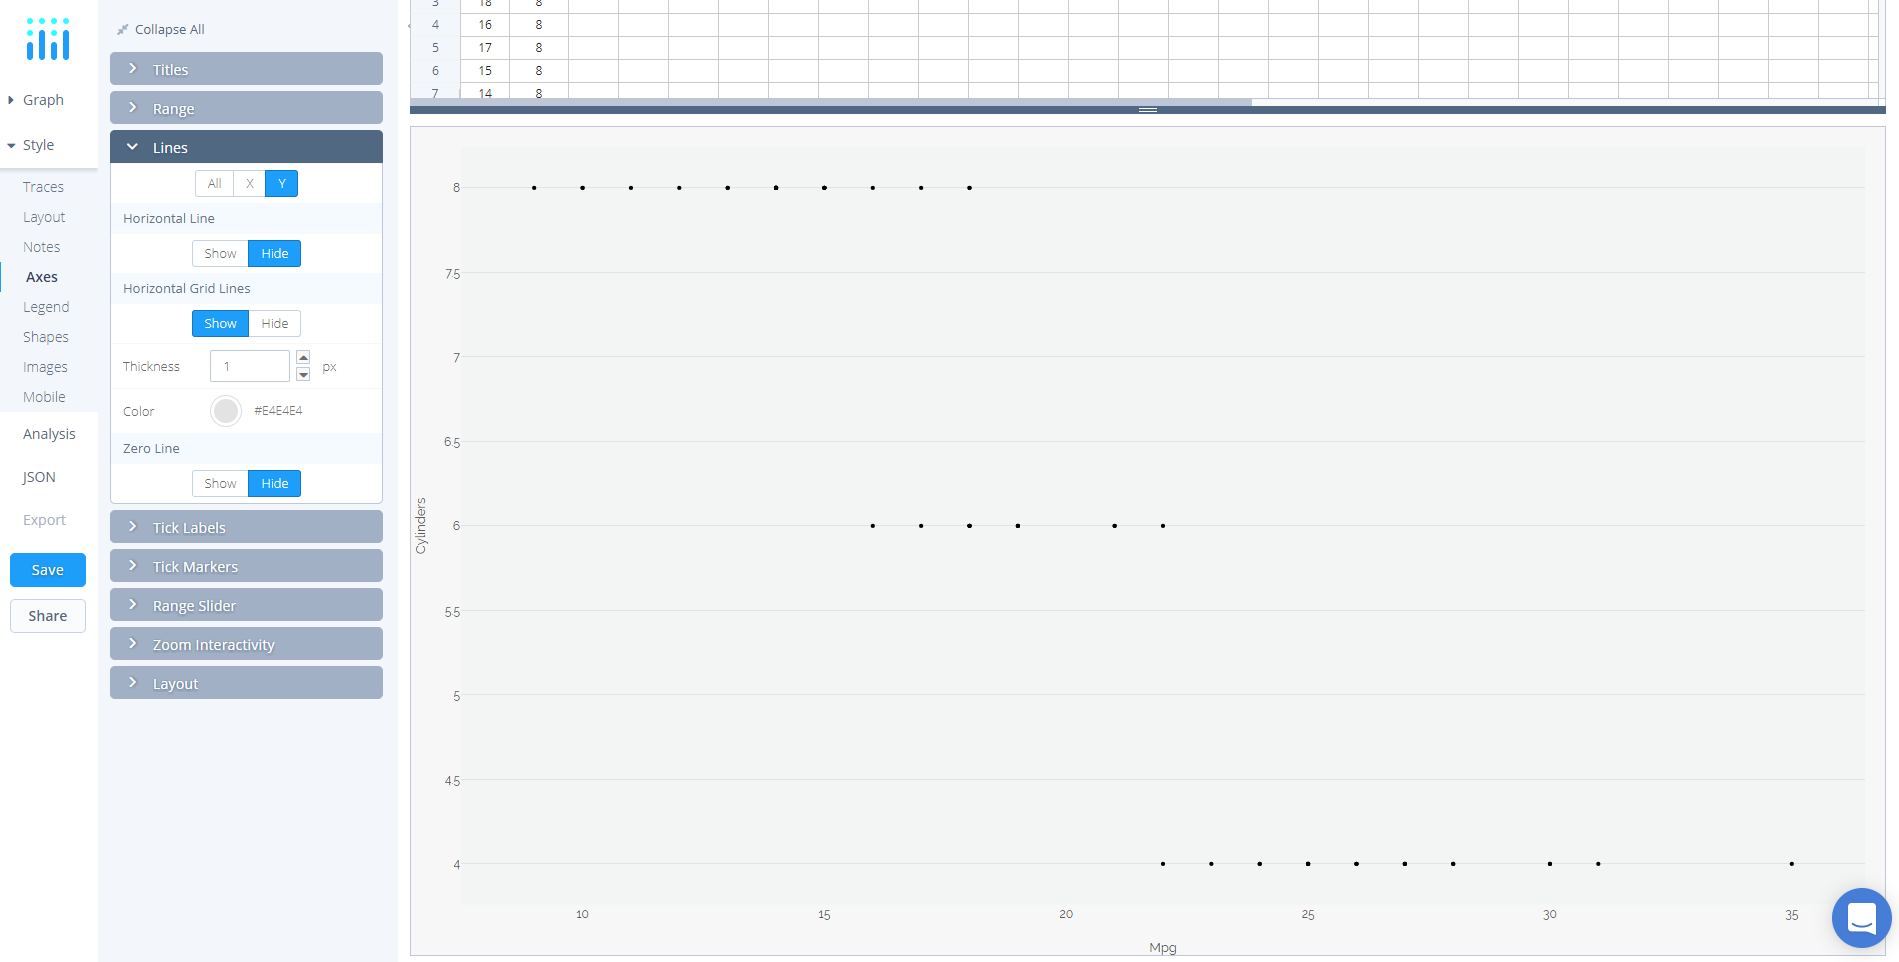 Collapse All
Titles
Range
Lines
All X Y
Horizontal Line
Show Hide
Horizontal Grid Lines
Show Hide
Thickness 1 px
Color #E4E4E4
Zero Line
Show Hide
Tick Labels
Tick Markers
Range Slider
Zoom Interactivity
Layout
Graph
Style
Traces
Layout
Notes
Axes
Legend
Shapes
Images
Mobile
Analysis
JSON
Export
Save
Share
3 18 8
4 16 8
5 17 8
6 15 8
7 14 8
8
7.5
7
6.5
6
5.5
5
4.5
4
Cylinders
10 15 20 25 30 35
Mpg